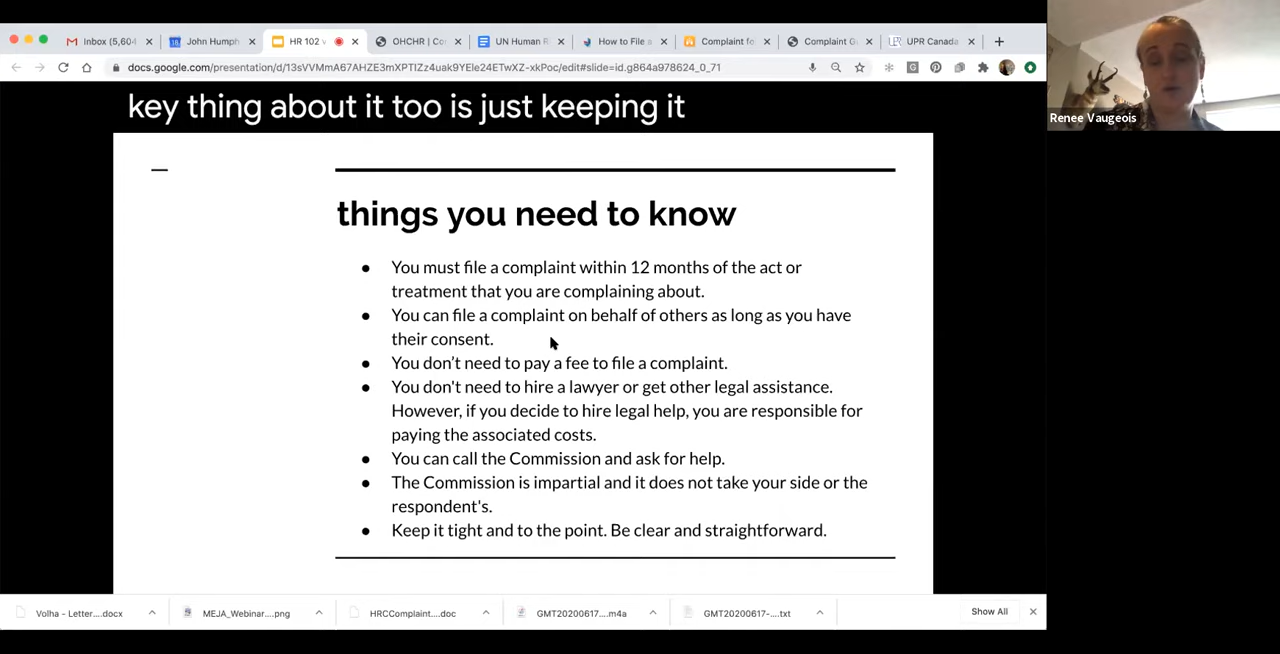 Inbox (5,604
John Humph
HR 102 v
OHCHR | Co
UN Human R
How to File a
Complaint fo
Complaint G
UPR Canada
docs.google.com/presentation/d/13sVVMmA67AHZE3mXPTIZz4uak9YEle24ETwXZ-xkPoc/edit#slide=id.g864a978624_0_71
Renee Vaugeois
key thing about it too is just keeping it
things you need to know
● You must file a complaint within 12 months of the act or
treatment that you are complaining about.
● You can file a complaint on behalf of others as long as you have
their consent.
● You don’t need to pay a fee to file a complaint.
● You don't need to hire a lawyer or get other legal assistance.
However, if you decide to hire legal help, you are responsible for
paying the associated costs.
● You can call the Commission and ask for help.
● The Commission is impartial and it does not take your side or the
respondent's.
● Keep it tight and to the point. Be clear and straightforward.
Volha - Letter....docx
MEJA_Webinar....png
HRCComplaint....doc
GMT20200617....m4a
GMT20200617-....txt
Show All